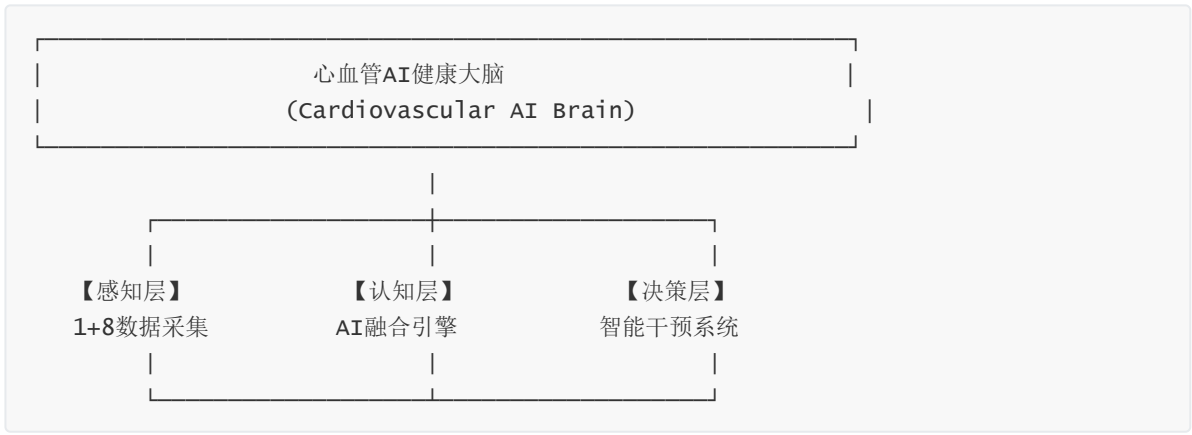 心血管AI健康大脑
(Cardiovascular AI Brain)
【感知层】 【认知层】 【决策层】
1+8数据采集 AI融合引擎 智能干预系统